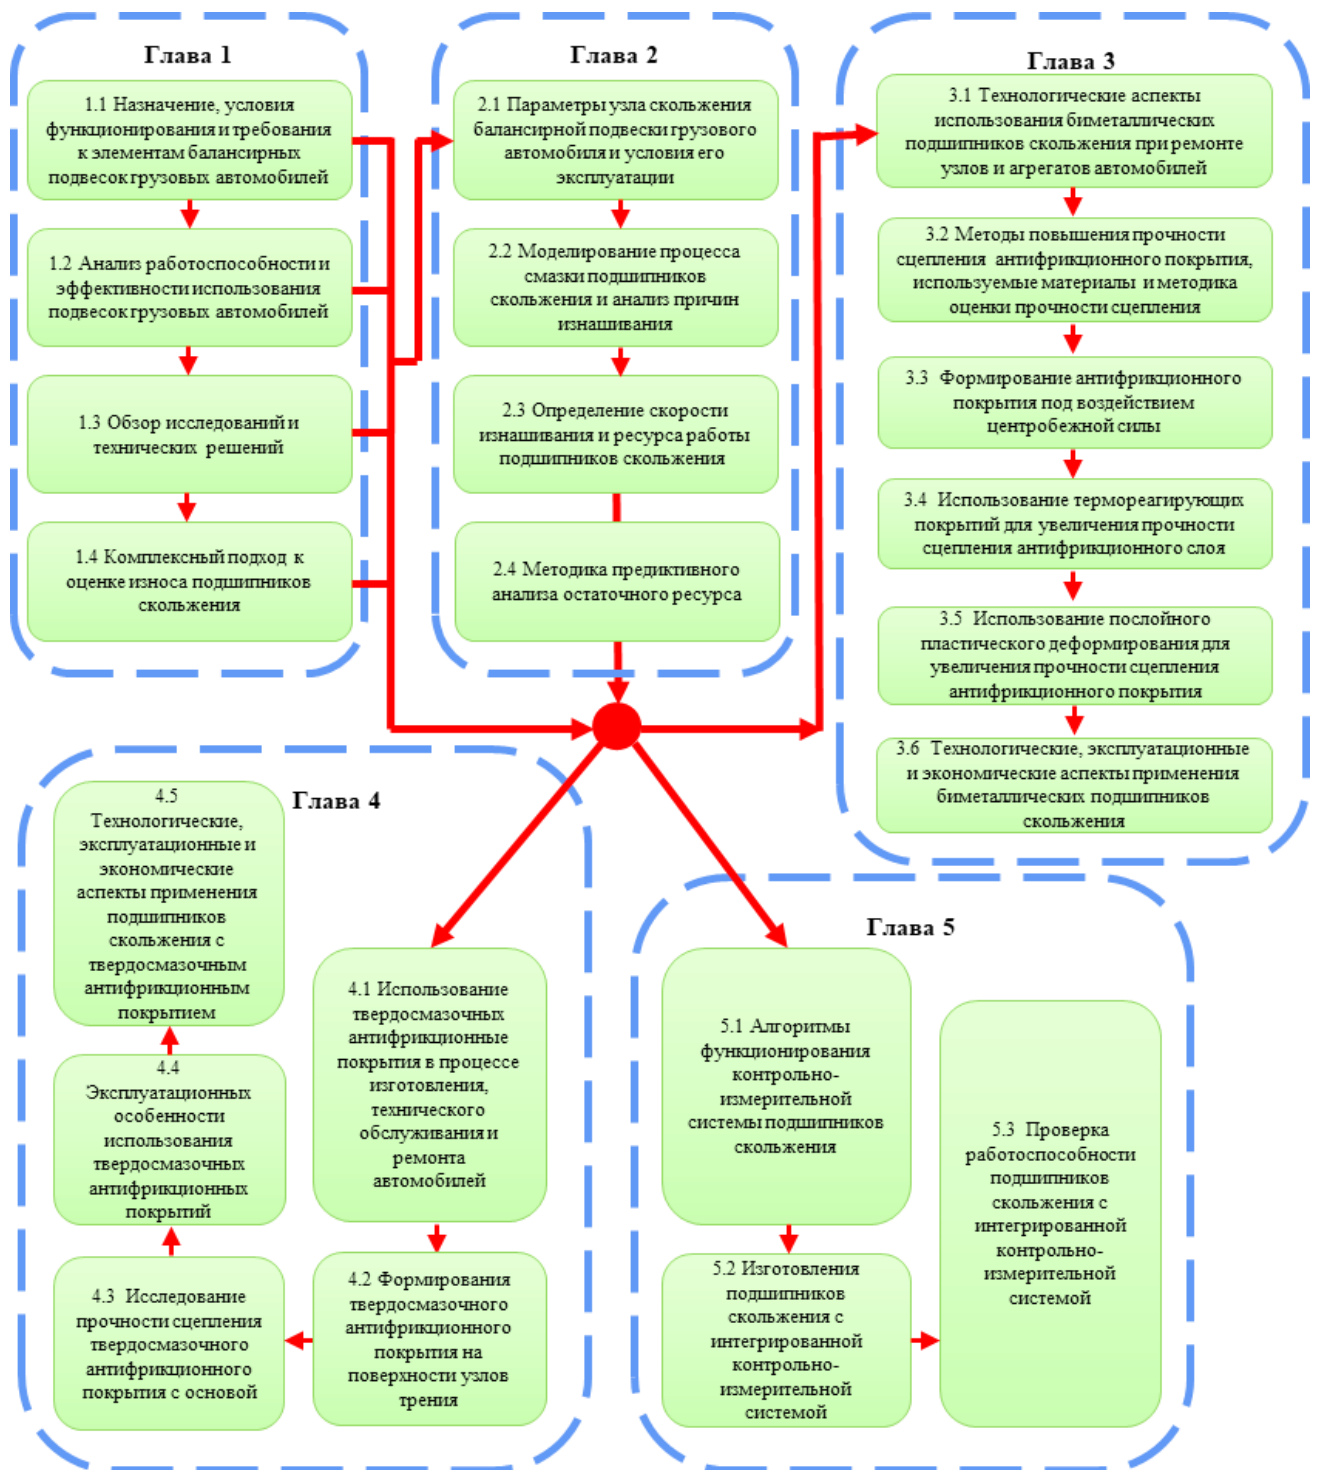 Глава 1
1.1 Назначение, условия
функционирования и требования
к элементам балансирных
подвесок грузовых автомобилей
1.2 Анализ работоспособности и
эффективности использования
подвесок грузовых автомобилей
1.3 Обзор исследований и
технических решений
1.4 Комплексный подход к
оценке износа подшипников
скольжения
Глава 2
2.1 Параметры узла скольжения
балансирной подвески грузового
автомобиля и условия его
эксплуатации
2.2 Моделирование процесса
смазки подшипников
скольжения и анализ причин
изнашивания
2.3 Определение скорости
изнашивания и ресурса работы
подшипников скольжения
2.4 Методика предиктивного
анализа остаточного ресурса
Глава 3
3.1 Технологические аспекты
использования биметаллических
подшипников скольжения при ремонте
узлов и агрегатов автомобилей
3.2 Методы повышения прочности
сцепления антифрикционного покрытия,
используемые материалы и методика
оценки прочности сцепления
3.3 Формирование антифрикционного
покрытия под воздействием
центробежной силы
3.4 Использование термореагирующих
покрытий для увеличения прочности
сцепления антифрикционного слоя
3.5 Использование послойного
пластического деформирования для
увеличения прочности сцепления
антифрикционного покрытия
3.6 Технологические, эксплуатационные
и экономические аспекты применения
биметаллических подшипников
скольжения
Глава 4
4.1 Использование
твердосмазочных
антифрикционные
покрытия в процессе
изготовления,
технического
обслуживания и
ремонта
автомобилей
4.2 Формирования
твердосмазочного
антифрикционного
покрытия на
поверхности узлов
трения
4.3 Исследование
прочности сцепления
твердосмазочного
антифрикционного
покрытия с основой
4.4
Эксплуатационных
особенности
использования
твердосмазочных
антифрикционных
покрытий
4.5
Технологические,
эксплуатационные и
экономические
аспекты применения
подшипников
скольжения с
твердосмазочным
антифрикционным
покрытием
Глава 5
5.1 Алгоритмы
функционирования
контрольно-
измерительной
системы подшипников
скольжения
5.2 Изготовления
подшипников
скольжения с
интегрированной
контрольно-
измерительной
системой
5.3 Проверка
работоспособности
подшипников
скольжения с
интегрированной
контрольно-
измерительной
системой